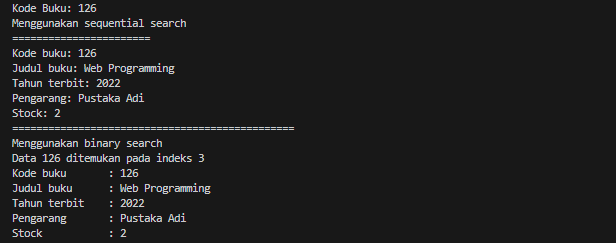 Kode Buku: 126
Menggunakan sequential search
=======================
Kode buku: 126
Judul buku: Web Programming
Tahun terbit: 2022
Pengarang: Pustaka Adi
Stock: 2
===============================================
Menggunakan binary search
Data 126 ditemukan pada indeks 3
Kode buku       : 126
Judul buku      : Web Programming
Tahun terbit    : 2022
Pengarang       : Pustaka Adi
Stock           : 2